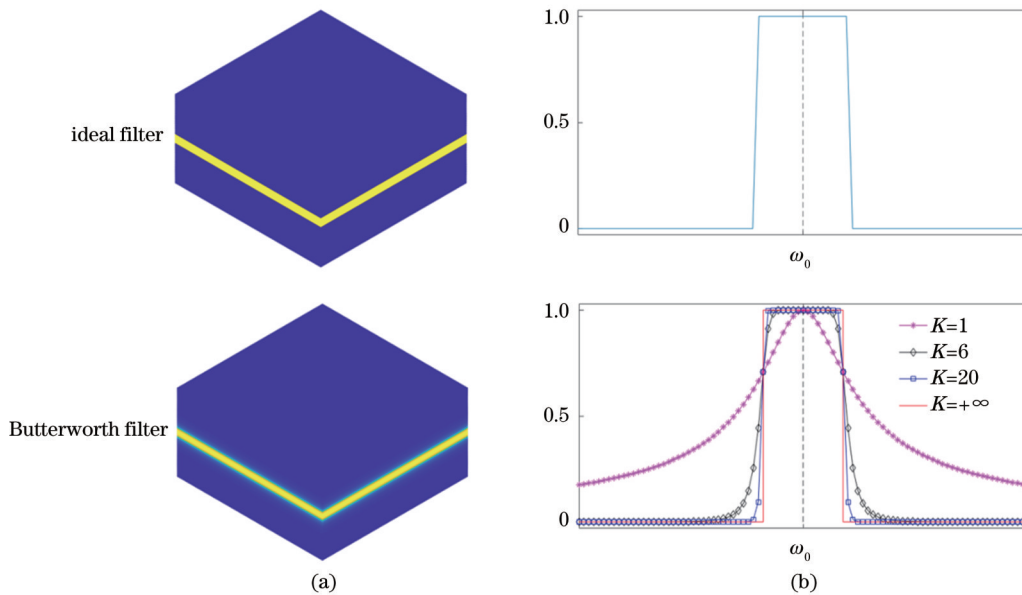 ideal filter
1.0
0.5
0
ω₀
Butterworth filter
1.0
0.5
0
K=1
K=6
K=20
K=+∞
ω₀
(a)
(b)